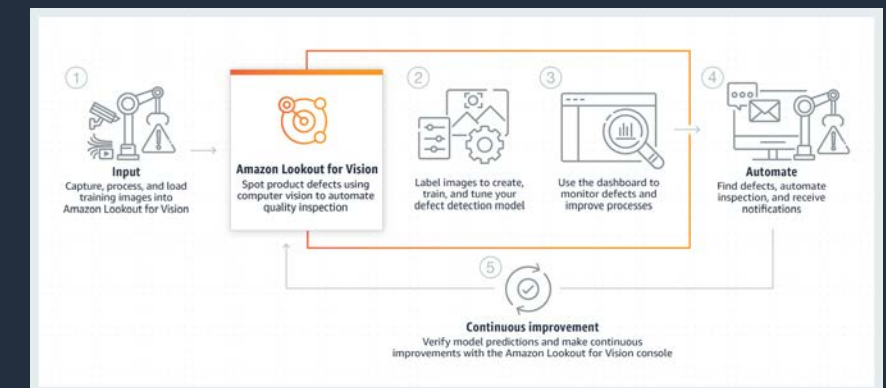 1
Input
Capture, process, and load
training images into
Amazon Lookout for Vision
Amazon Lookout for Vision
Spot product defects using
computer vision to automate
quality inspection
2
Label images to create,
train, and tune your
defect detection model
3
Use the dashboard to
monitor defects and
improve processes
4
Automate
Find defects, automate
inspection, and receive
notifications
5
Continuous improvement
Verify model predictions and make continuous
improvements with the Amazon Lookout for Vision console